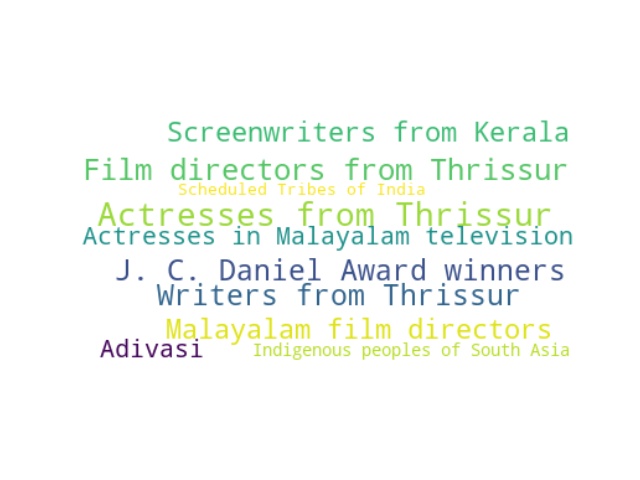 Screenwriters from Kerala
Film directors from Thrissur
Scheduled Tribes of India
Actresses from Thrissur
Actresses in Malayalam television
J. C. Daniel Award winners
Writers from Thrissur
Malayalam film directors
Adivasi
Indigenous peoples of South Asia